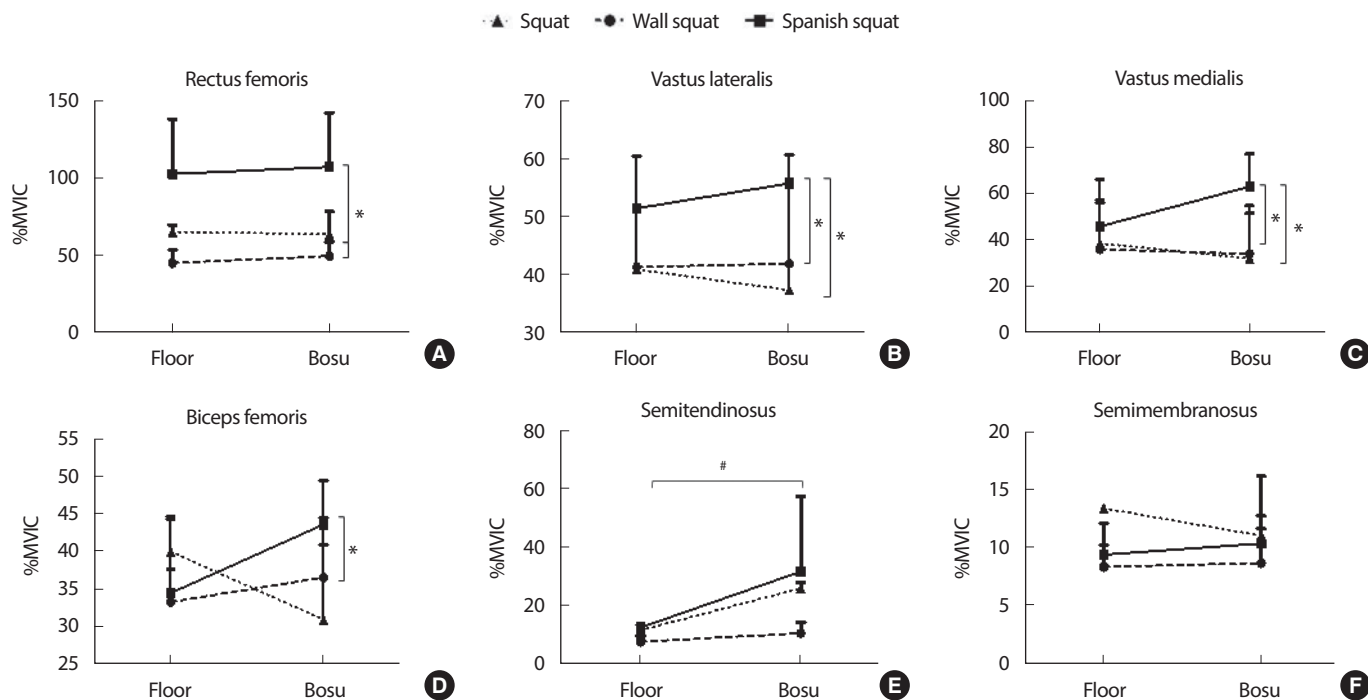 Squat Wall squat Spanish squat
Rectus femoris
150
100
50
0
%MVIC
*
Floor Bosu
A
Vastus lateralis
70
60
50
40
30
%MVIC
* *
Floor Bosu
B
Vastus medialis
100
80
60
40
20
0
%MVIC
* *
Floor Bosu
C
Biceps femoris
55
50
45
40
35
30
25
%MVIC
*
Floor Bosu
D
Semitendinosus
80
60
40
20
0
%MVIC
#
Floor Bosu
E
Semimembranosus
20
15
10
5
0
%MVIC
Floor Bosu
F